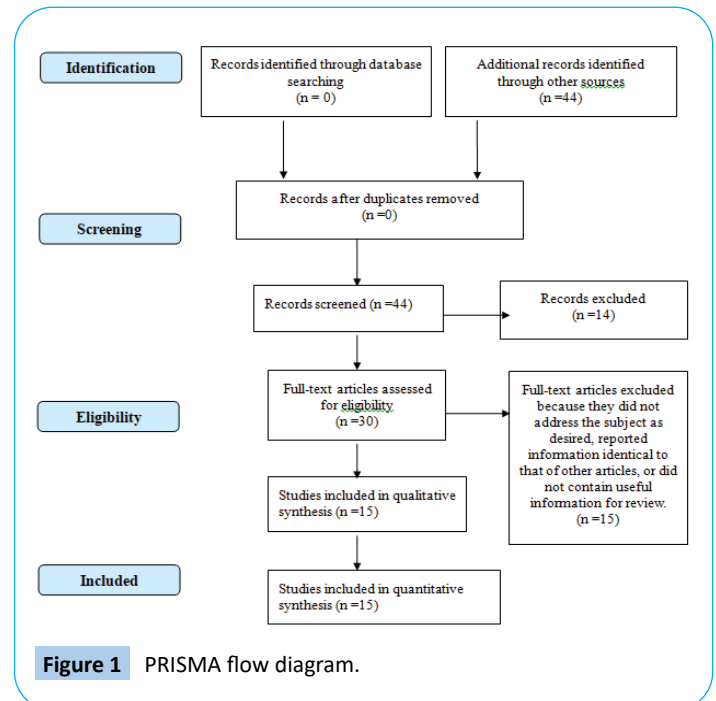 Identification
Records identified through database
searching
(n = 0)
Additional records identified
through other sources
(n =44)
Records after duplicates removed
(n =0)
Screening
Records screened (n =44)
Records excluded
(n =14)
Full-text articles assessed
for eligibility
(n =30)
Eligibility
Full-text articles excluded
because they did not
address the subject as
desired, reported
information identical to
that of other articles, or did
not contain useful
information for review.
(n =15)
Studies included in qualitative
synthesis (n =15)
Included
Studies included in quantitative
synthesis (n =15)
Figure 1 PRISMA flow diagram.